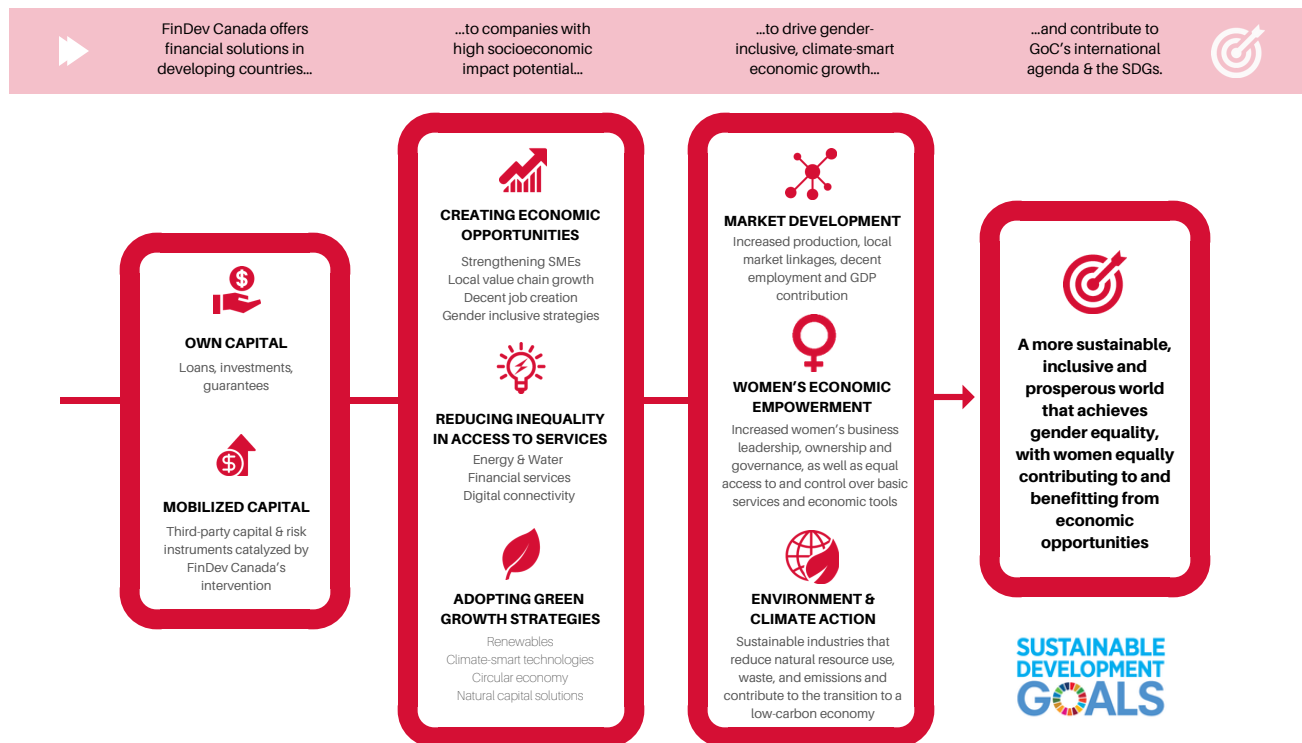 FinDev Canada offers
financial solutions in
developing countries...
...to companies with
high socioeconomic
impact potential...
...to drive gender-
inclusive, climate-smart
economic growth...
...and contribute to
GoC's international
agenda & the SDGs.
OWN CAPITAL
Loans, investments,
guarantees
MOBILIZED CAPITAL
Third-party capital & risk
instruments catalyzed by
FinDev Canada's
intervention
CREATING ECONOMIC
OPPORTUNITIES
Strengthening SMEs
Local value chain growth
Decent job creation
Gender inclusive strategies
REDUCING INEQUALITY
IN ACCESS TO SERVICES
Energy & Water
Financial services
Digital connectivity
ADOPTING GREEN
GROWTH STRATEGIES
Renewables
Climate-smart technologies
Circular economy
Natural capital solutions
MARKET DEVELOPMENT
Increased production, local
market linkages, decent
employment and GDP
contribution
WOMEN'S ECONOMIC
EMPOWERMENT
Increased women's business
leadership, ownership and
governance, as well as equal
access to and control over basic
services and economic tools
ENVIRONMENT &
CLIMATE ACTION
Sustainable industries that
reduce natural resource use,
waste, and emissions and
contribute to the transition to a
low-carbon economy
A more sustainable,
inclusive and
prosperous world
that achieves
gender equality,
with women equally
contributing to and
benefitting from
economic
opportunities
SUSTAINABLE
DEVELOPMENT
GOALS